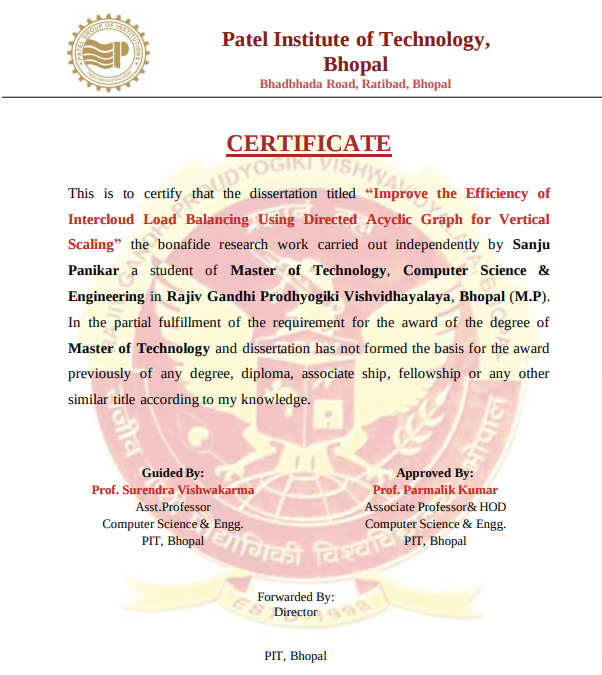 PATEL GROUP OF INSTITUTIONS
Patel Institute of Technology,
Bhopal
Bhadbhada Road, Ratibad, Bhopal
CERTIFICATE
This is to certify that the dissertation titled “Improve the Efficiency of
Intercloud Load Balancing Using Directed Acyclic Graph for Vertical
Scaling” the bonafide research work carried out independently by Sanju
Panikar a student of Master of Technology, Computer Science &
Engineering in Rajiv Gandhi Prodhyogiki Vishvidhayalaya, Bhopal (M.P).
In the partial fulfillment of the requirement for the award of the degree of
Master of Technology and dissertation has not formed the basis for the award
previously of any degree, diploma, associate ship, fellowship or any other
similar title according to my knowledge.
Guided By:
Prof. Surendra Vishwakarma
Asst.Professor
Computer Science & Engg.
PIT, Bhopal
Approved By:
Prof. Parmalik Kumar
Associate Professor& HOD
Computer Science & Engg.
PIT, Bhopal
Forwarded By:
Director
PIT, Bhopal
ESTD-1998